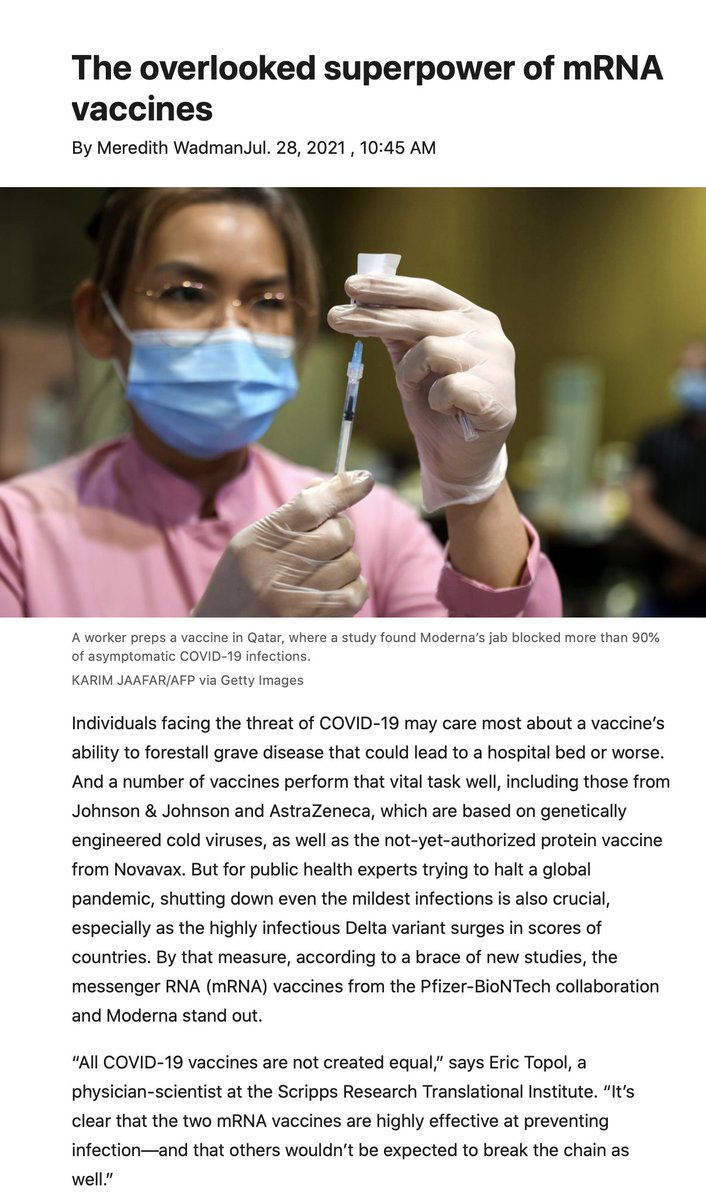 The overlooked superpower of mRNA
vaccines
By Meredith WadmanJul. 28, 2021 , 10:45 AM
A worker preps a vaccine in Qatar, where a study found Moderna’s jab blocked more than 90%
of asymptomatic COVID-19 infections.
KARIM JAAFAR/AFP via Getty Images
Individuals facing the threat of COVID-19 may care most about a vaccine’s
ability to forestall grave disease that could lead to a hospital bed or worse.
And a number of vaccines perform that vital task well, including those from
Johnson & Johnson and AstraZeneca, which are based on genetically
engineered cold viruses, as well as the not-yet-authorized protein vaccine
from Novavax. But for public health experts trying to halt a global
pandemic, shutting down even the mildest infections is also crucial,
especially as the highly infectious Delta variant surges in scores of
countries. By that measure, according to a brace of new studies, the
messenger RNA (mRNA) vaccines from the Pfizer-BioNTech collaboration
and Moderna stand out.
“All COVID-19 vaccines are not created equal,” says Eric Topol, a
physician-scientist at the Scripps Research Translational Institute. “It’s
clear that the two mRNA vaccines are highly effective at preventing
infection—and that others wouldn’t be expected to break the chain as
well.”